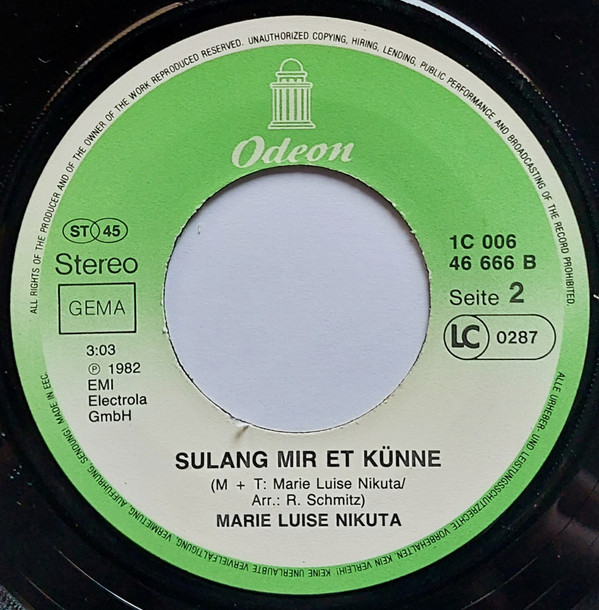 ALL RIGHTS OF THE PRODUCER AND OF THE OWNER OF THE WORK REPRODUCED RESERVED. UNAUTHORIZED COPYING, HIRING, LENDING, PUBLIC PERFORMANCE AND BROADCASTING OF THE RECORD PROHIBITED.
Odeon
ST 45
Stereo
GEMA
3:03
℗ 1982
EMI
Electrola
GmbH
1C 006
46 666 B
Seite 2
LC 0287
SULANG MIR ET KÜNNE
(M + T: Marie Luise Nikuta/
Arr.: R. Schmitz)
MARIE LUISE NIKUTA
ALLE URHEBER- UND LEISTUNGSSCHUTZRECHTE VORBEHALTEN. KEIN VERLEIH! KEINE UNERLAUBTE VERVIELFÄLTIGUNG, VERMIETUNG, AUFFÜHRUNG, SENDUNG! MADE IN EEC.